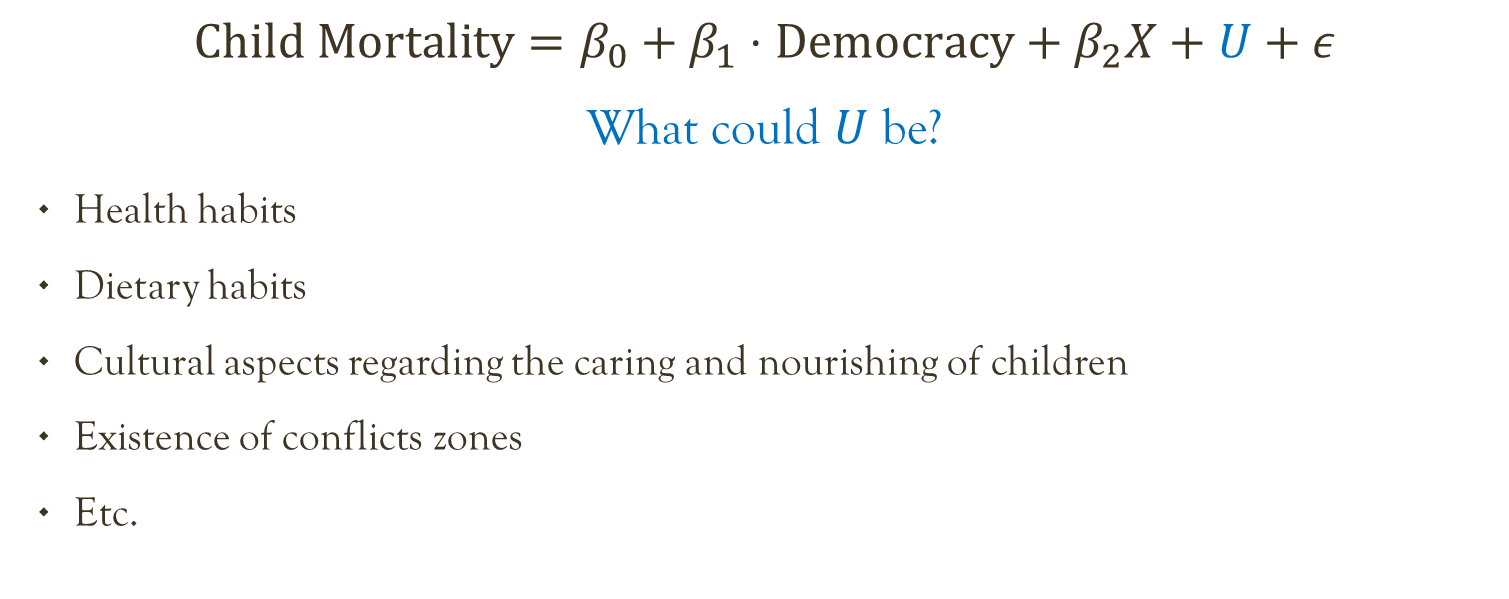 Child Mortality = β₀ + β₁ · Democracy + β₂X + U + ϵ
What could U be?
• Health habits
• Dietary habits
• Cultural aspects regarding the caring and nourishing of children
• Existence of conflicts zones
• Etc.